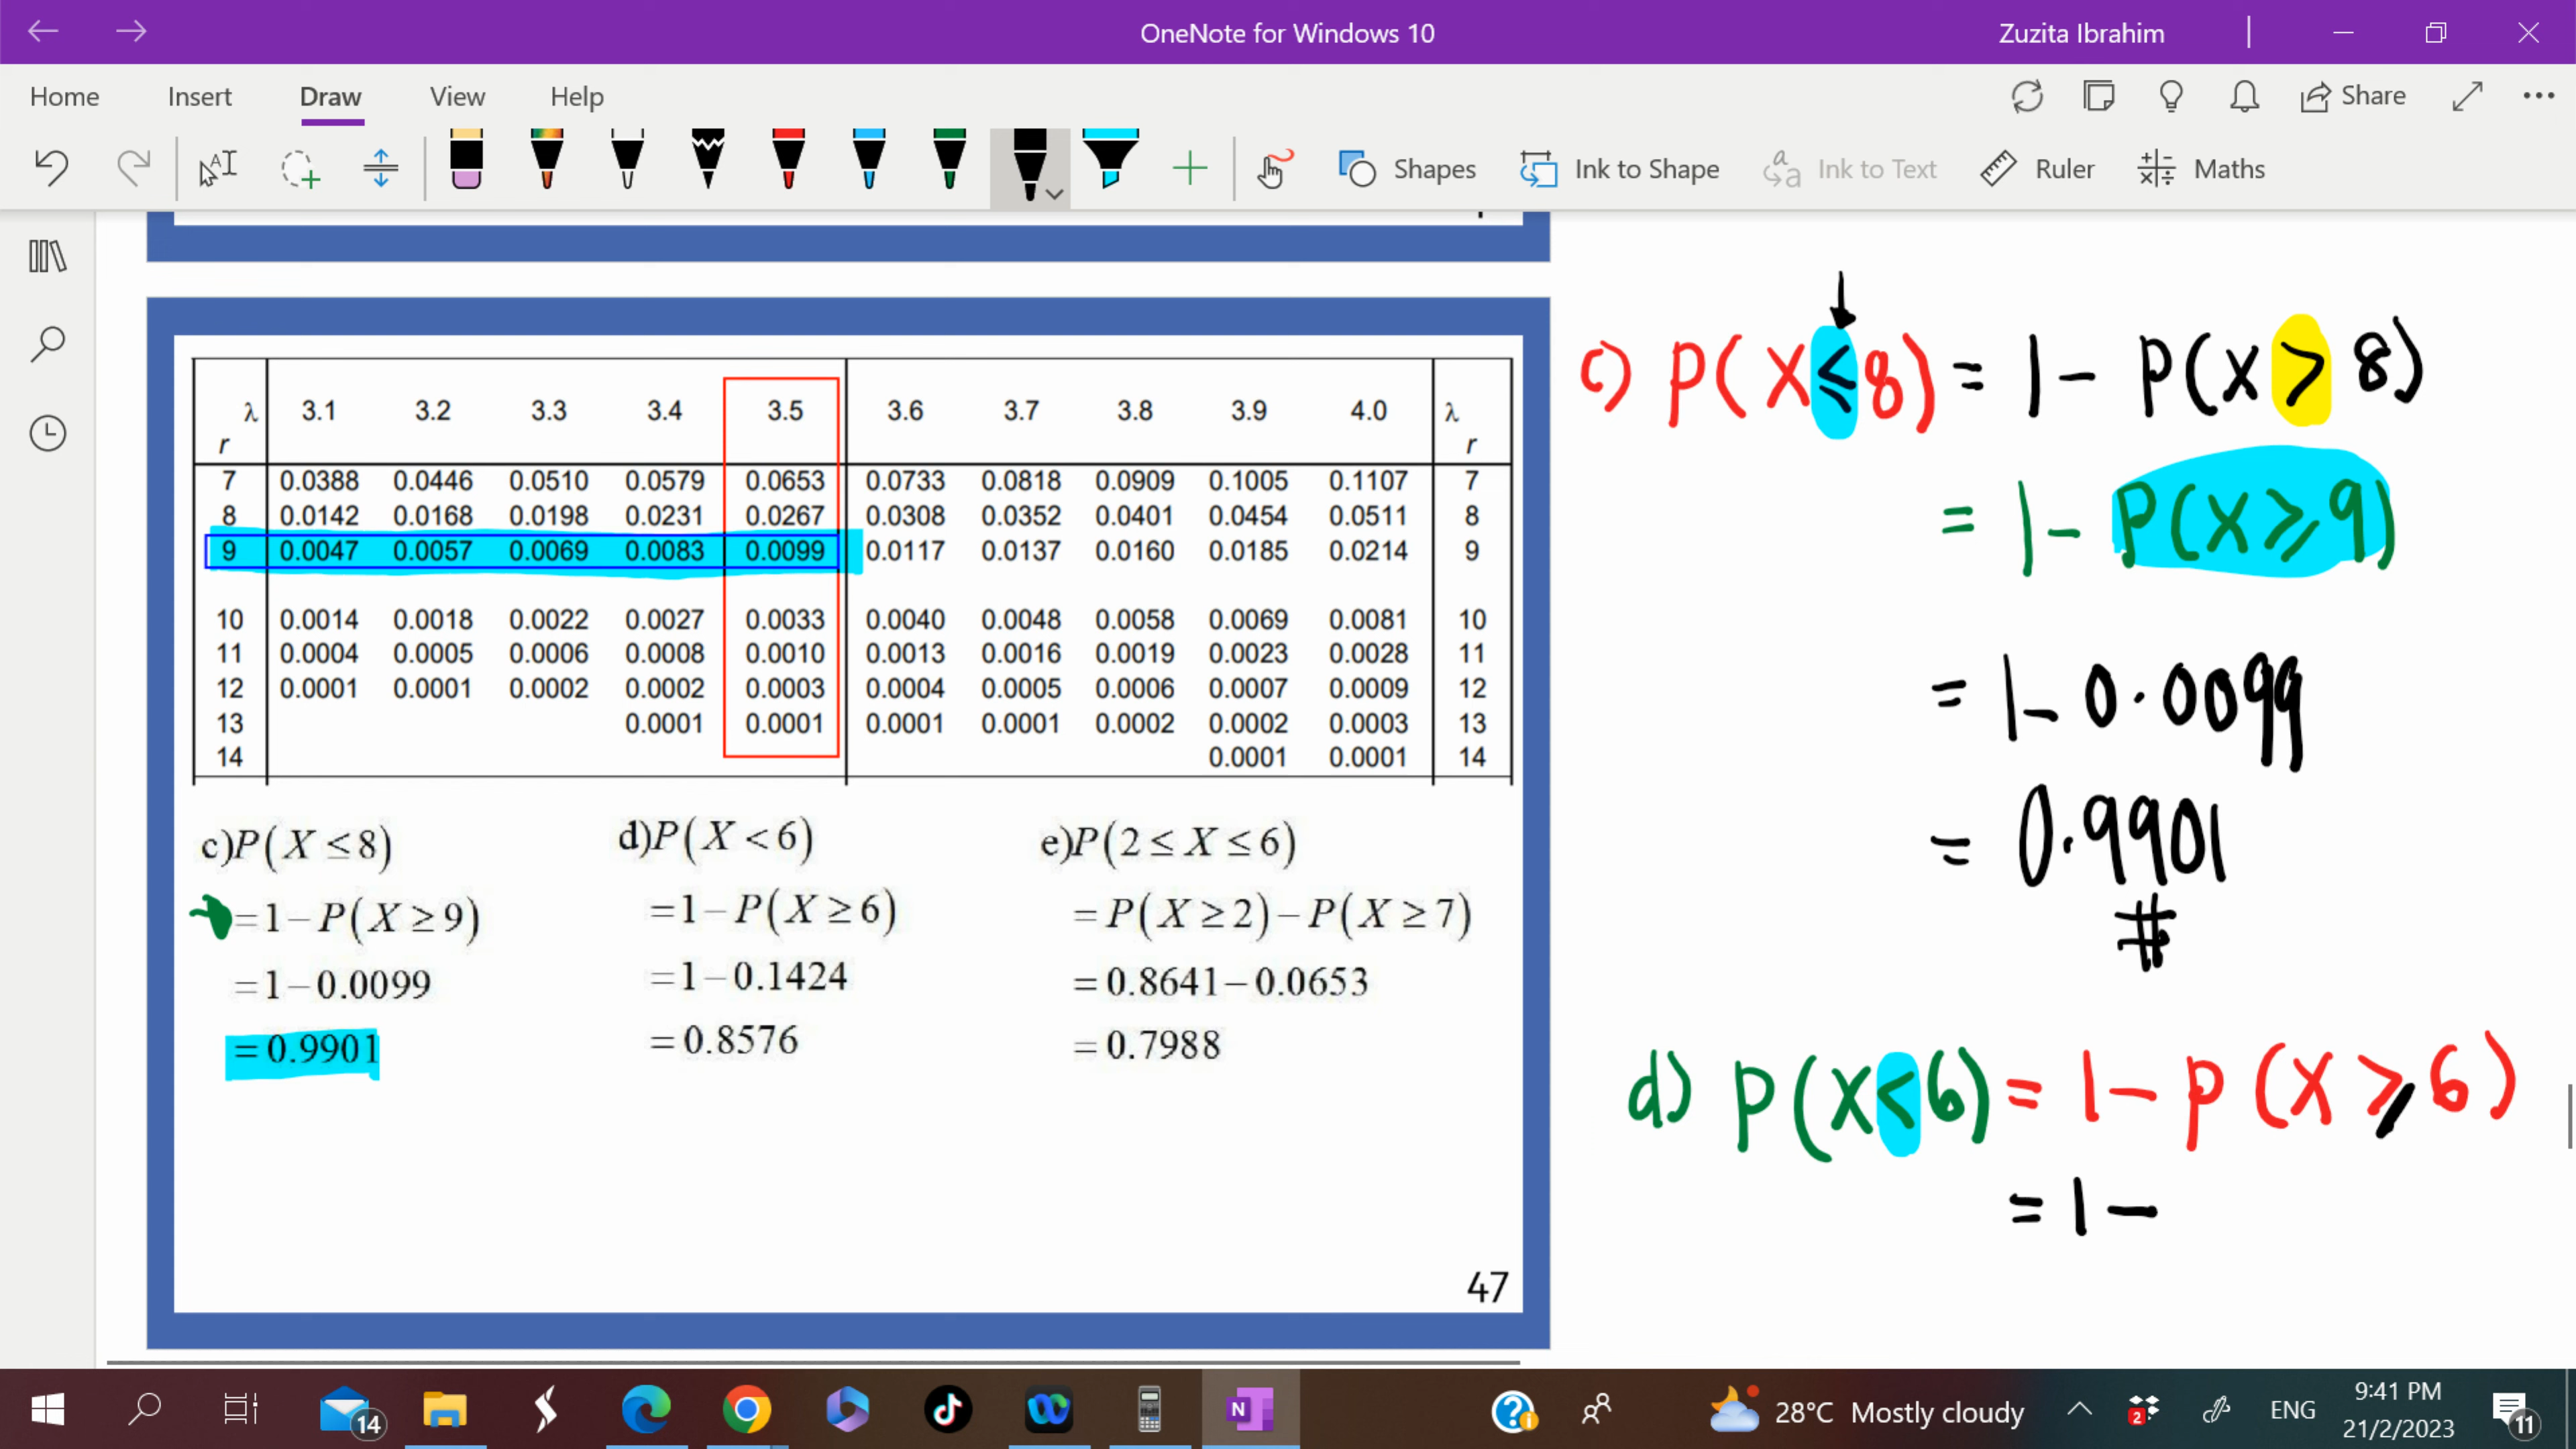 OneNote for Windows 10
Zuzita Ibrahim
Home Insert Draw View Help
Share
Shapes Ink to Shape Ink to Text Ruler Maths
λ 3.1 3.2 3.3 3.4 3.5 3.6 3.7 3.8 3.9 4.0 λ
r r
7 0.0388 0.0446 0.0510 0.0579 0.0653 0.0733 0.0818 0.0909 0.1005 0.1107 7
8 0.0142 0.0168 0.0198 0.0231 0.0267 0.0308 0.0352 0.0401 0.0454 0.0511 8
9 0.0047 0.0057 0.0069 0.0083 0.0099 0.0117 0.0137 0.0160 0.0185 0.0214 9
10 0.0014 0.0018 0.0022 0.0027 0.0033 0.0040 0.0048 0.0058 0.0069 0.0081 10
11 0.0004 0.0005 0.0006 0.0008 0.0010 0.0013 0.0016 0.0019 0.0023 0.0028 11
12 0.0001 0.0001 0.0002 0.0002 0.0003 0.0004 0.0005 0.0006 0.0007 0.0009 12
13 0.0001 0.0001 0.0001 0.0001 0.0002 0.0002 0.0003 13
14 0.0001 0.0001 14
c)P(X≤8)
=1−P(X≥9)
=1−0.0099
=0.9901
d)P(X<6)
=1−P(X≥6)
=1−0.1424
=0.8576
e)P(2≤X≤6)
=P(X≥2)−P(X≥7)
=0.8641−0.0653
=0.7988
47
c) P(X≤8) = 1 − P(X > 8)
= 1 − P(X≥9)
= 1 − 0.0099
= 0.9901
#
d) P(X<6) = 1 − P(X≥6)
= 1 −
14
28°C Mostly cloudy
2
ENG
9:41 PM
21/2/2023
11